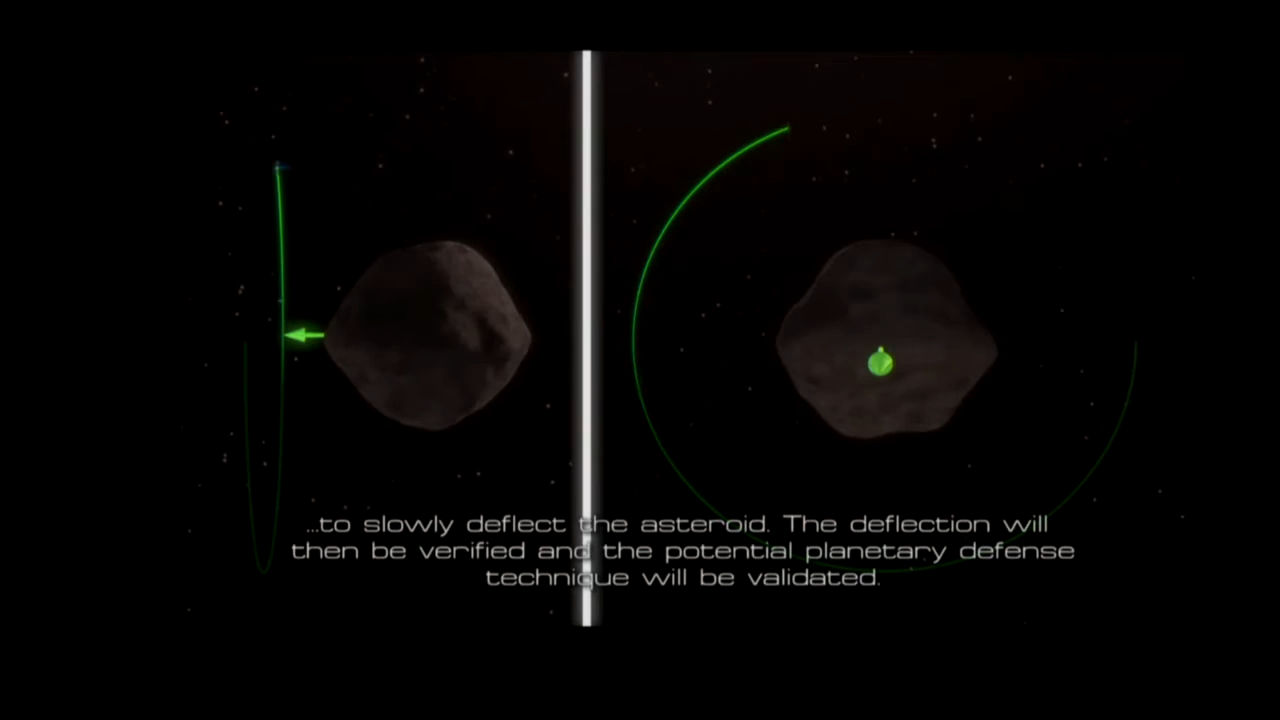 ...to slowly deflect the asteroid. The deflection will
then be verified and the potential planetary defense
technique will be validated.